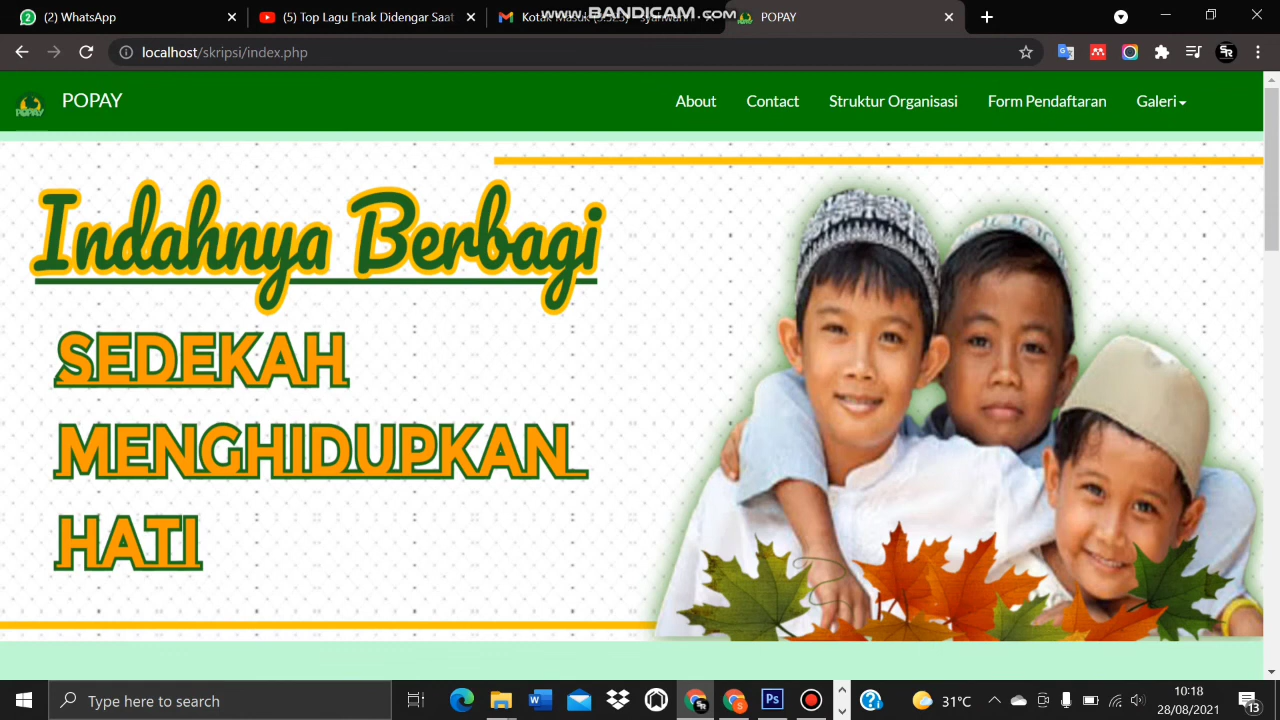 (2) WhatsApp
(5) Top Lagu Enak Didengar Saat
www.BANDICAM.com
POPAY
localhost/skripsi/index.php
POPAY
POPAY
About
Contact
Struktur Organisasi
Form Pendaftaran
Galeri
Indahnya Berbagi
SEDEKAH
MENGHIDUPKAN
HATI
Type here to search
31°C
10:18
28/08/2021
13